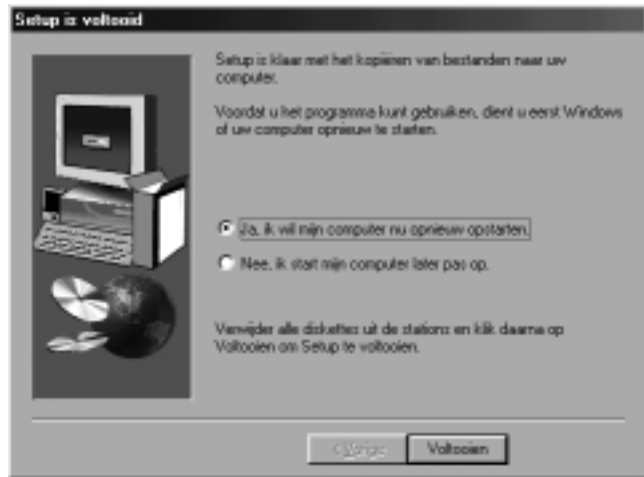 Setup is voltooid
Setup is klaar met het kopiëren van bestanden naar uw
computer.
Voordat u het programma kunt gebruiken, dient u eerst Windows
of uw computer opnieuw te starten.
Ja, ik wil mijn computer nu opnieuw opstarten.
Nee, ik start mijn computer later pas op.
Verwijder alle diskettes uit de stations en klik daarna op
Voltooien om Setup te voltooien.
< Vorige
Voltooien